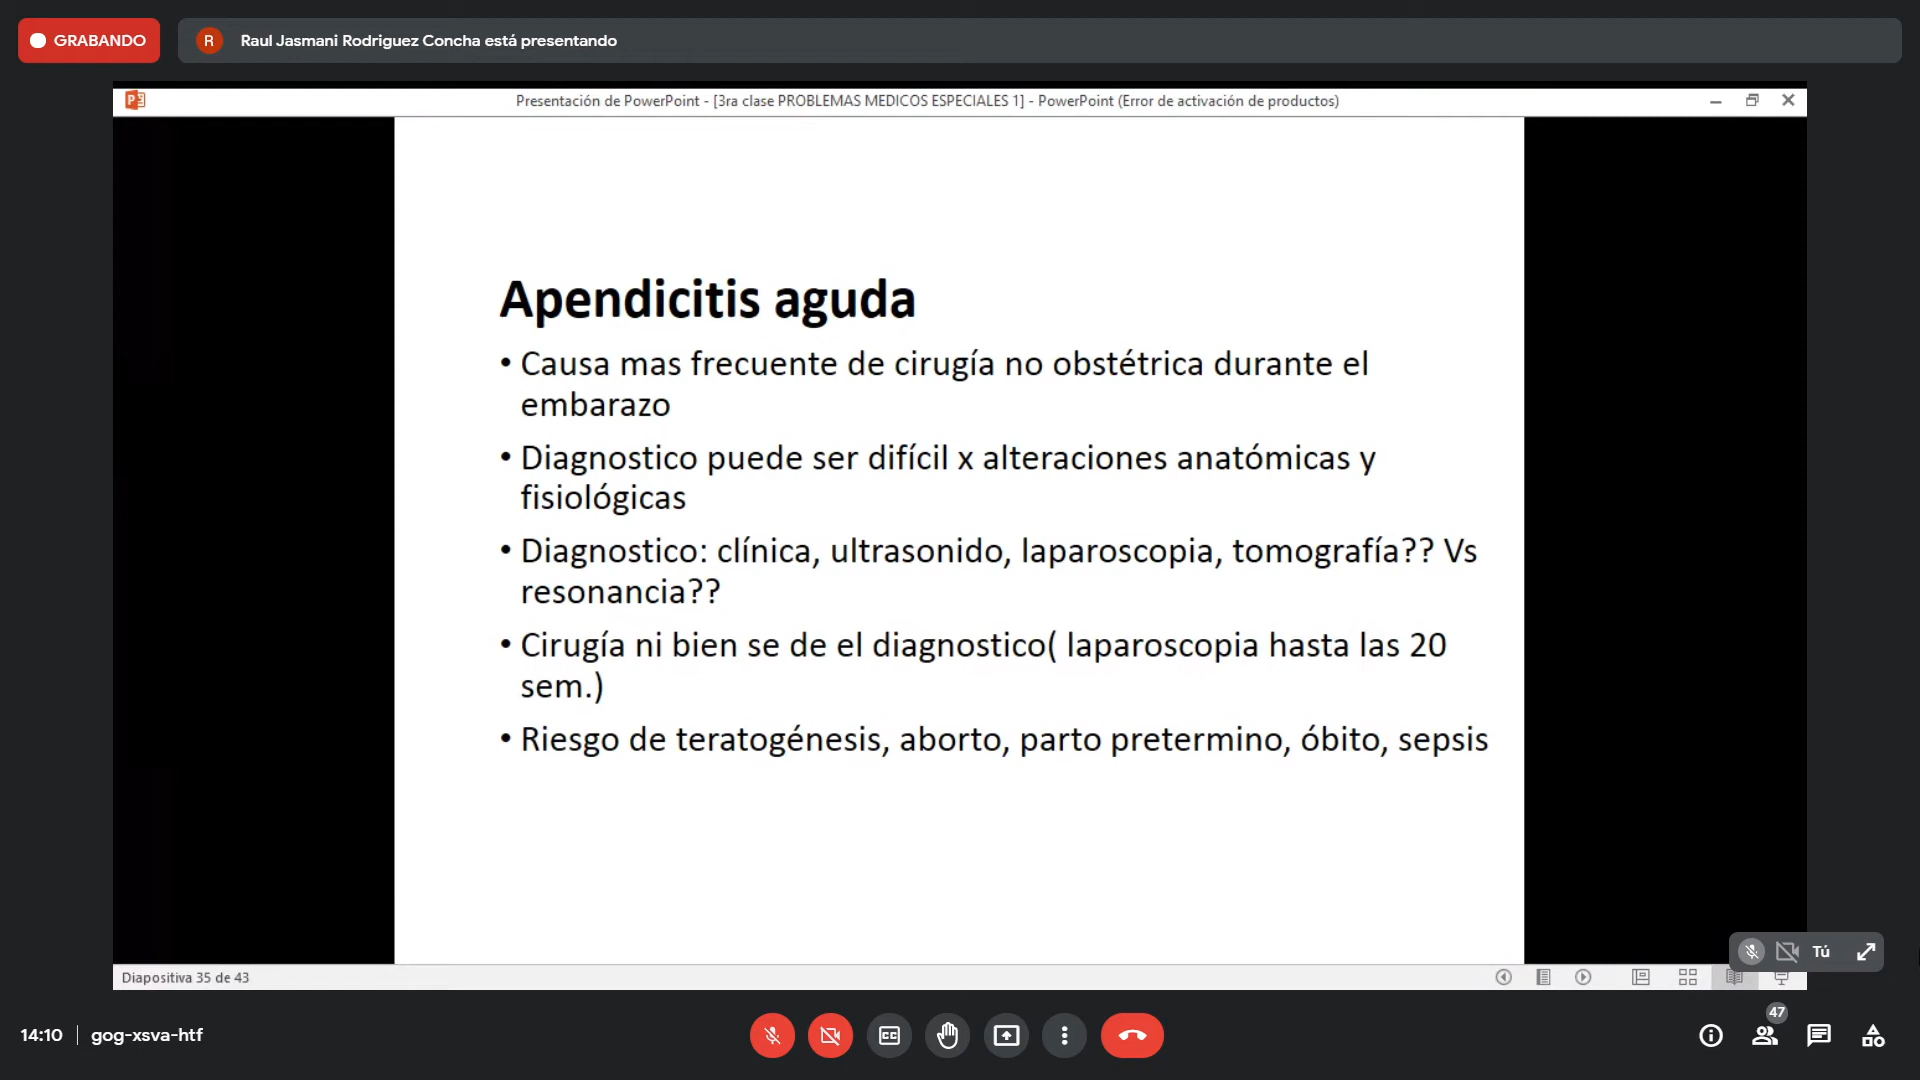 GRABANDO
R
Raul Jasmani Rodriguez Concha está presentando
Presentación de PowerPoint - [3ra clase PROBLEMAS MEDICOS ESPECIALES 1] - PowerPoint (Error de activación de productos)
Apendicitis aguda
• Causa mas frecuente de cirugía no obstétrica durante el
embarazo
• Diagnostico puede ser difícil x alteraciones anatómicas y
fisiológicas
• Diagnostico: clínica, ultrasonido, laparoscopia, tomografía?? Vs
resonancia??
• Cirugía ni bien se de el diagnostico( laparoscopia hasta las 20
sem.)
• Riesgo de teratogénesis, aborto, parto pretermino, óbito, sepsis
Tú
Diapositiva 35 de 43
47
14:10 | gog-xsva-htf